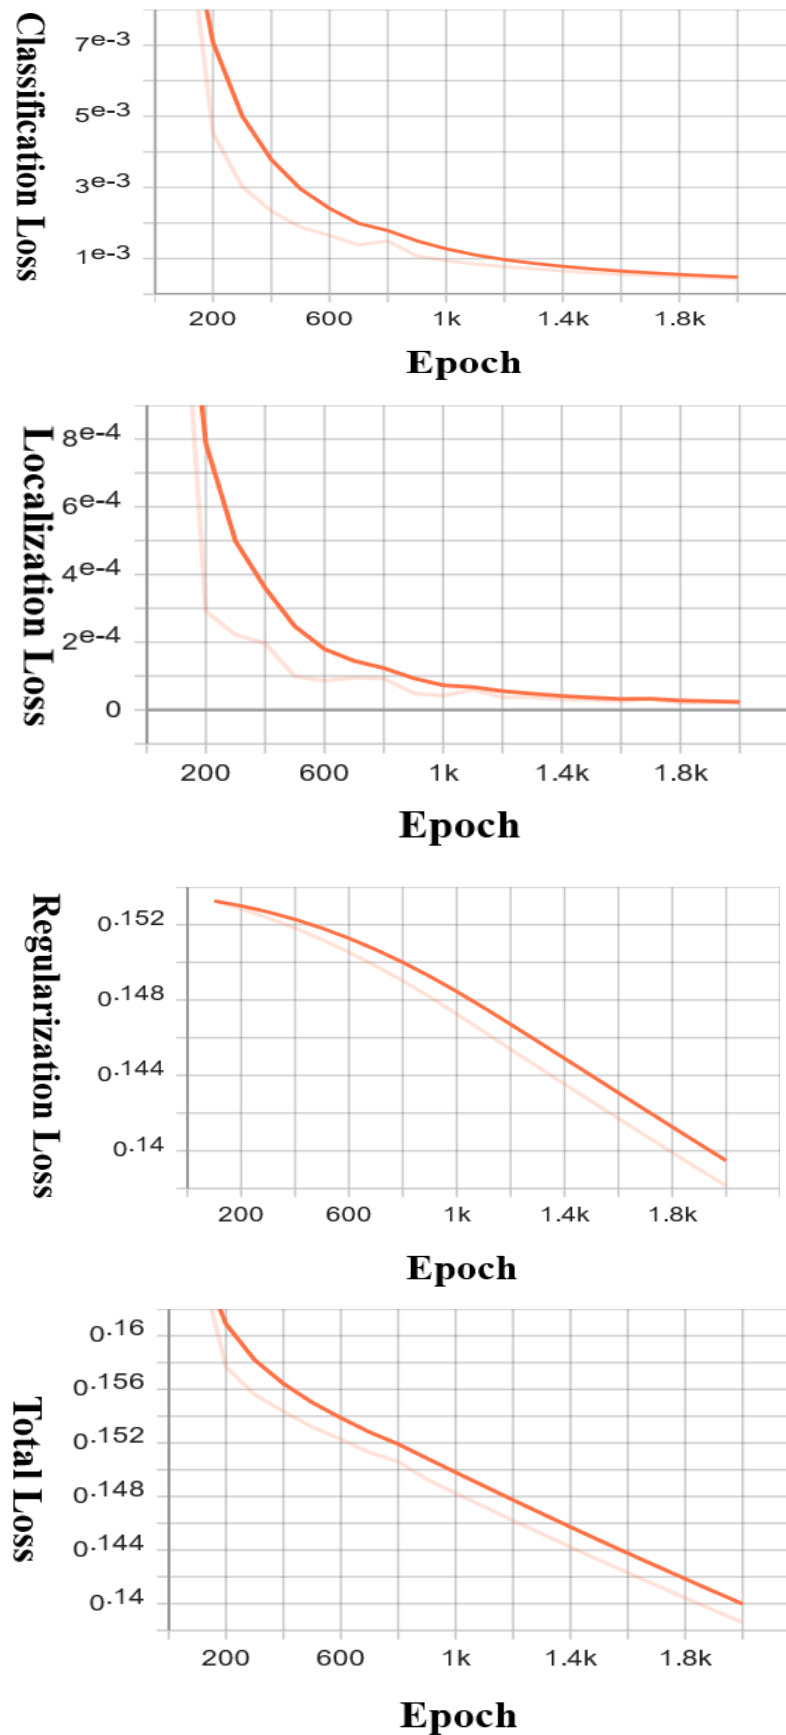 Classification Loss
7e-3
5e-3
3e-3
1e-3
200 600 1k 1.4k 1.8k
Epoch
Localization Loss
8e-4
6e-4
4e-4
2e-4
0
200 600 1k 1.4k 1.8k
Epoch
Regularization Loss
0.152
0.148
0.144
0.14
200 600 1k 1.4k 1.8k
Epoch
Total Loss
0.16
0.156
0.152
0.148
0.144
0.14
200 600 1k 1.4k 1.8k
Epoch